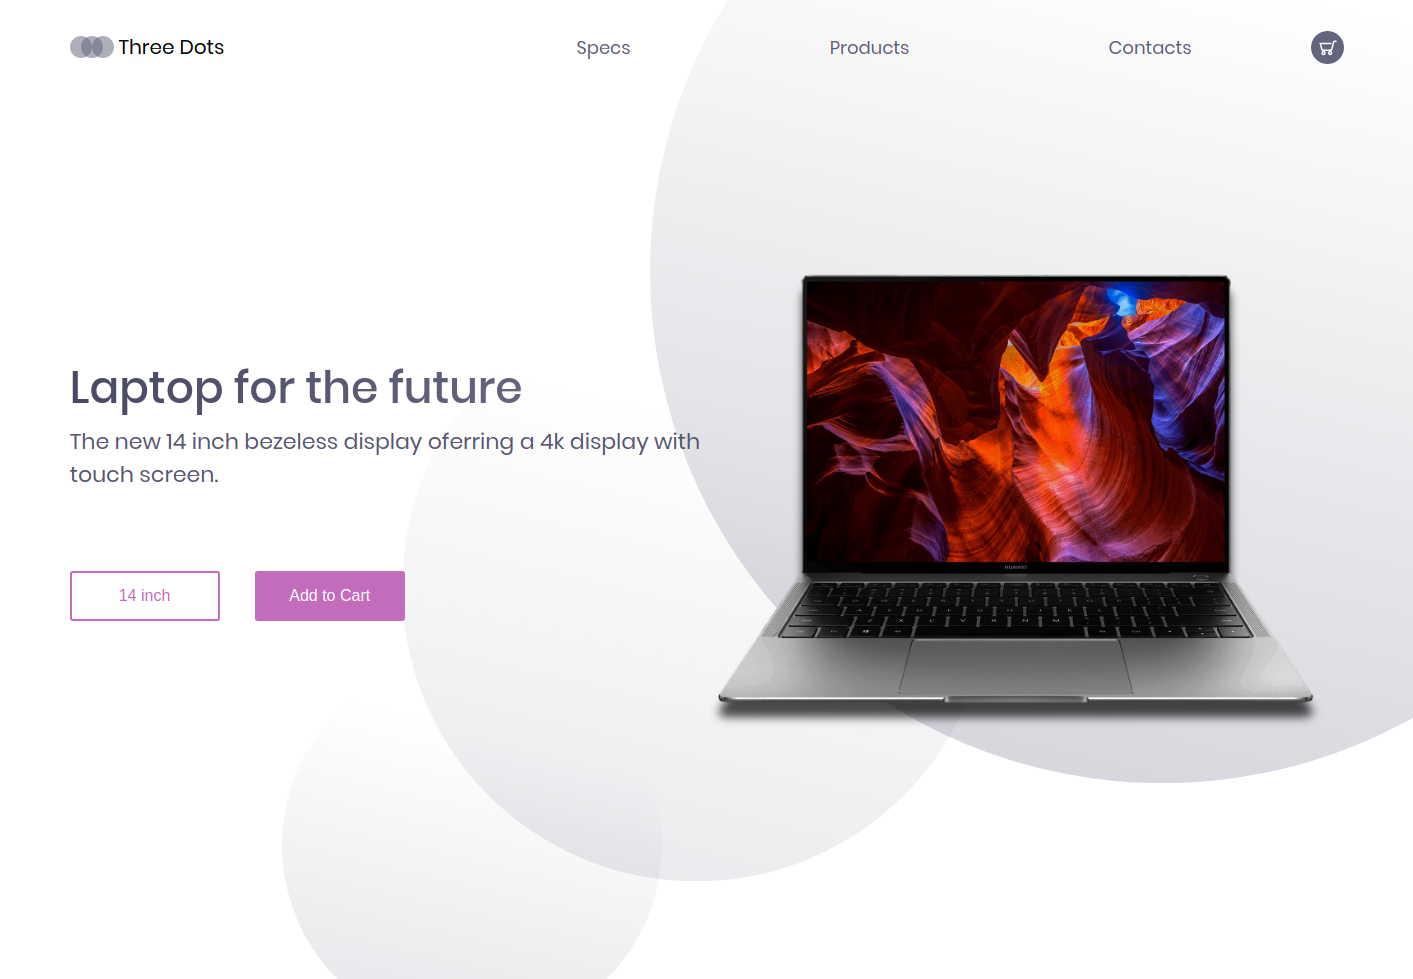 Three Dots
Specs
Products
Contacts
Laptop for the future
The new 14 inch bezeless display oferring a 4k display with
touch screen.
14 inch
Add to Cart
HUAWEI